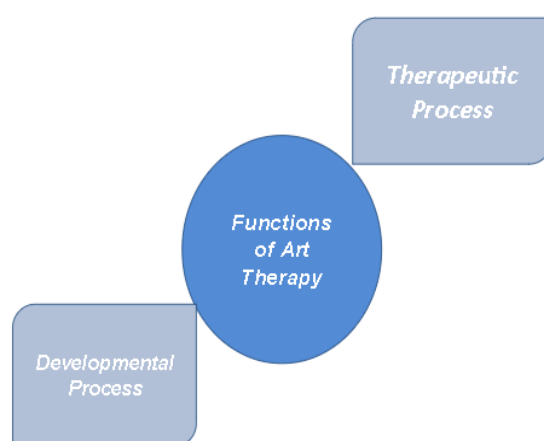 Therapeutic
Process
Functions
of Art
Therapy
Developmental
Process